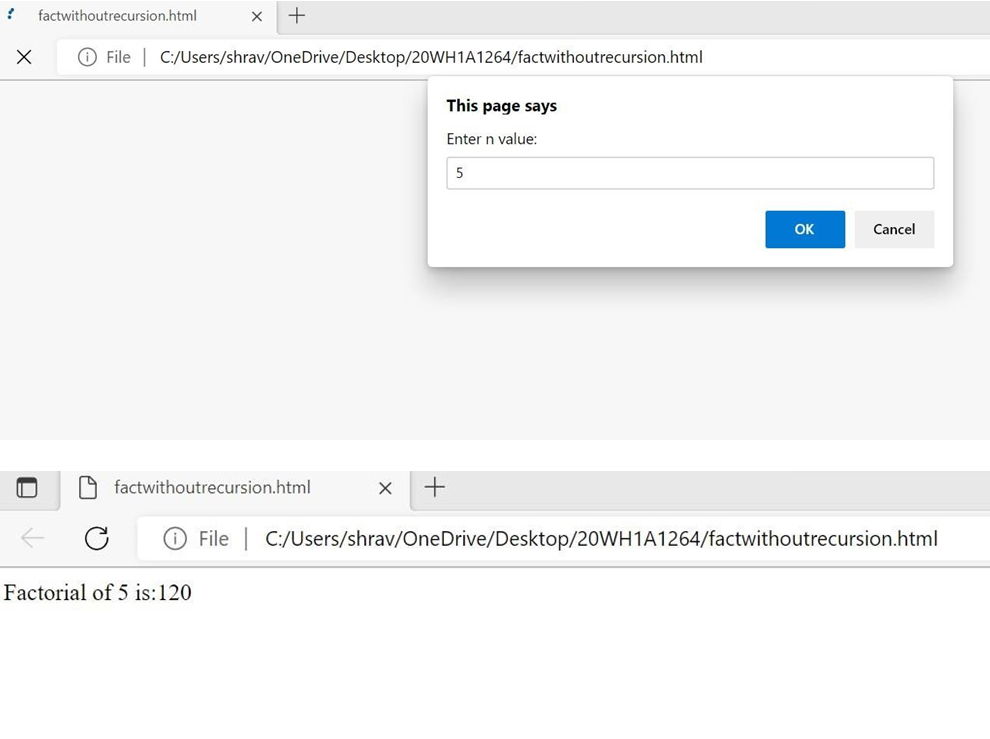 factwithoutrecursion.html
File C:/Users/shrav/OneDrive/Desktop/20WH1A1264/factwithoutrecursion.html
This page says
Enter n value:
5
OK Cancel
factwithoutrecursion.html
File C:/Users/shrav/OneDrive/Desktop/20WH1A1264/factwithoutrecursion.html
Factorial of 5 is:120